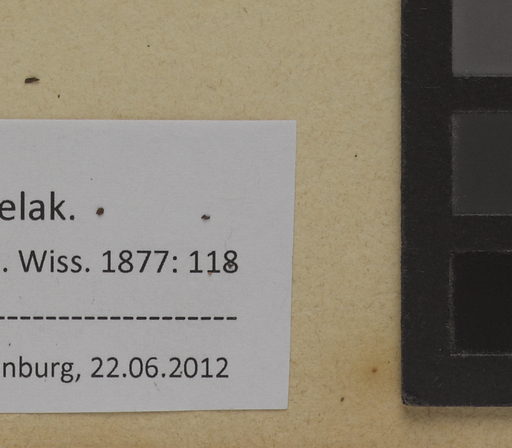 elak.
. Wiss. 1877: 118
-------------------
nburg, 22.06.2012